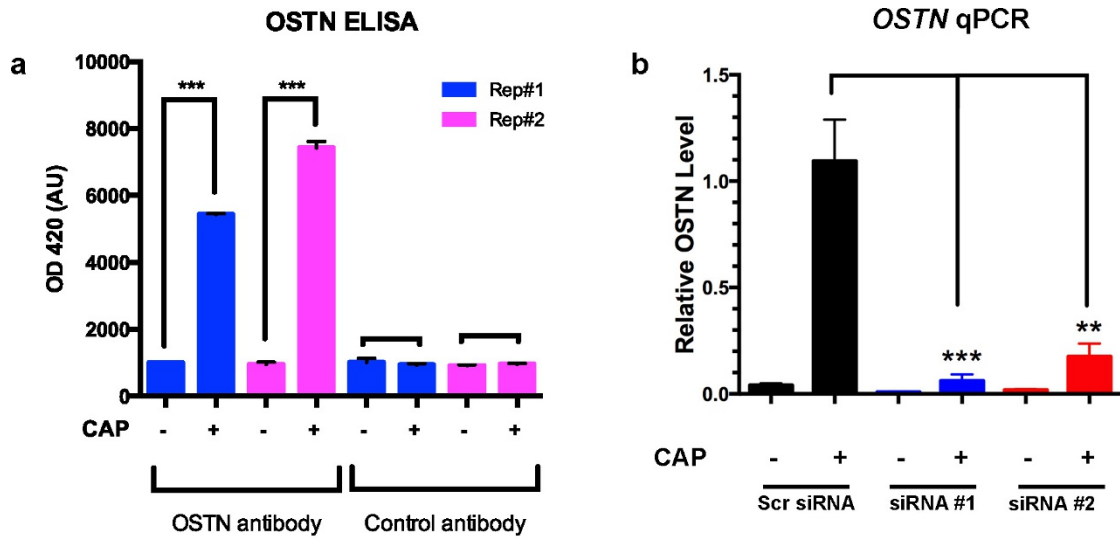 OSTN ELISA
a
10000
8000
6000
4000
2000
0
OD 420 (AU)
*** ***
Rep#1
Rep#2
CAP - + - + - + - +
OSTN antibody Control antibody
OSTN qPCR
b
1.5
1.0
0.5
0.0
Relative OSTN Level
*** **
CAP - + - + - +
Scr siRNA siRNA #1 siRNA #2